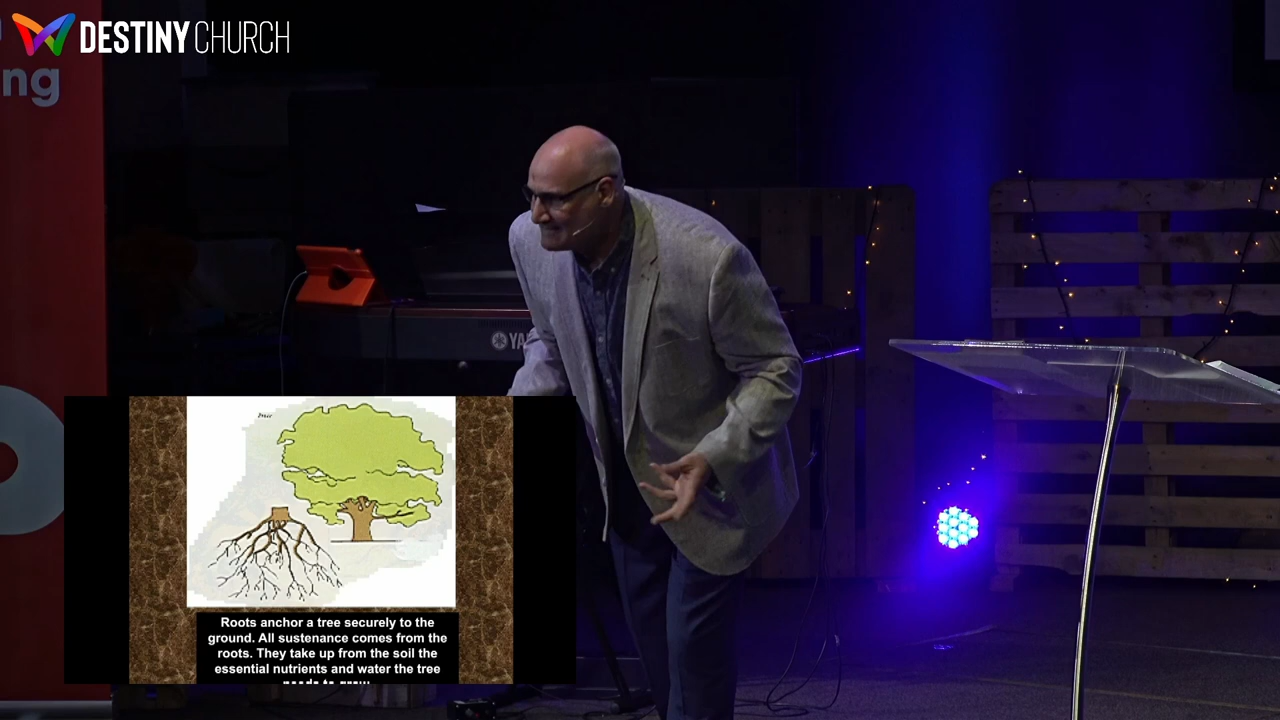 DESTINY CHURCH
ng
YA
Roots anchor a tree securely to the
ground. All sustenance comes from the
roots. They take up from the soil the
essential nutrients and water the tree